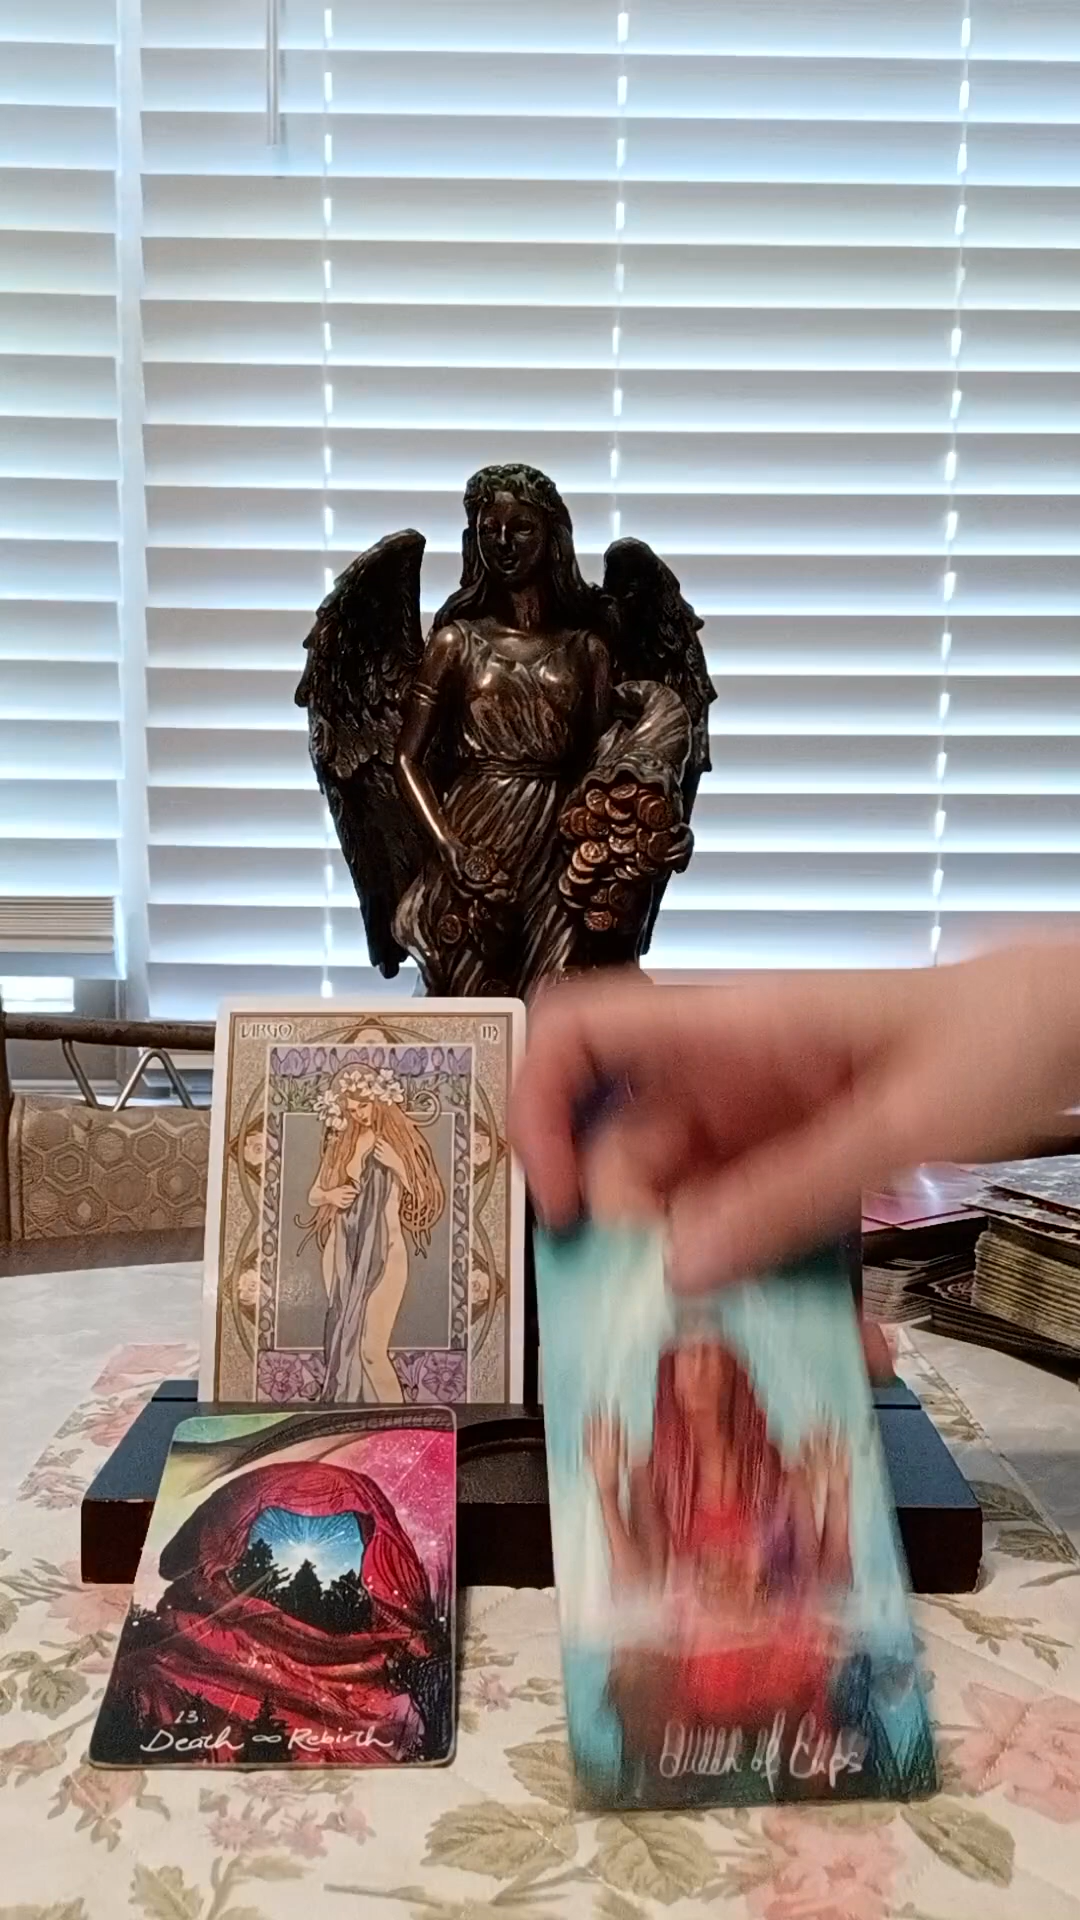 VIRGO ♍
13.
Death ∞ Rebirth
Queen of Cups